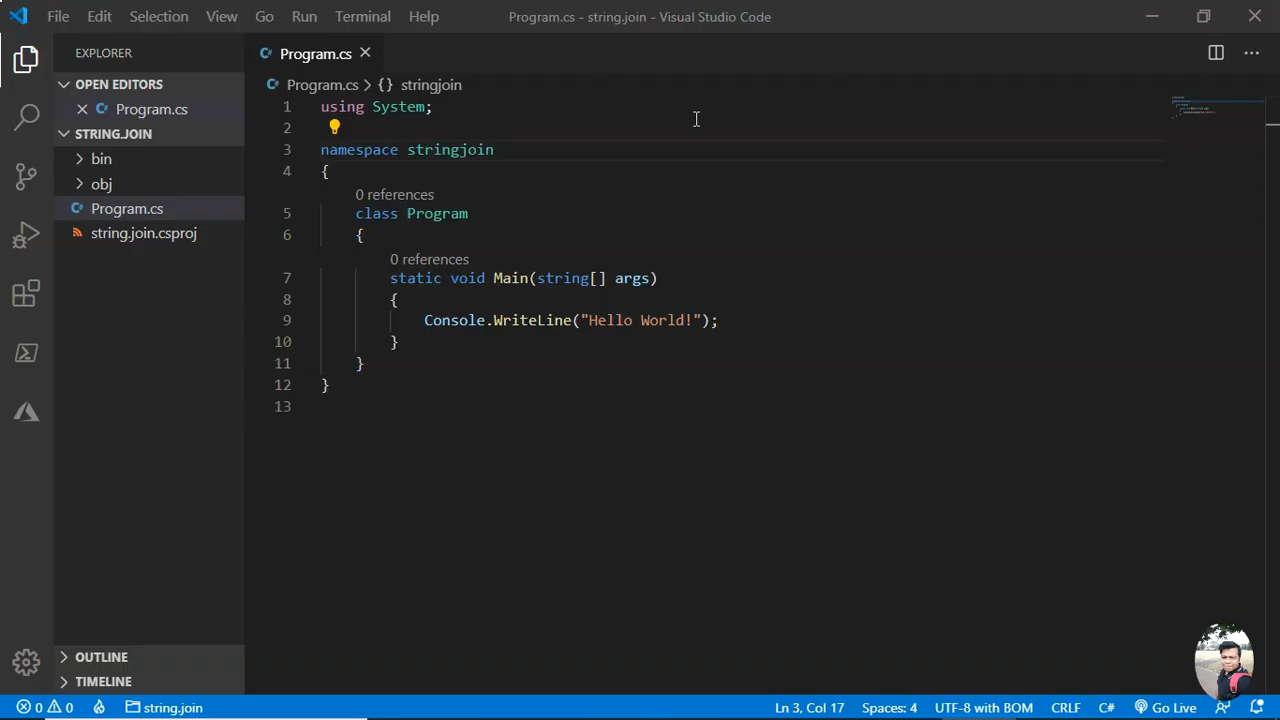 File Edit Selection View Go Run Terminal Help Program.cs - string.join - Visual Studio Code
EXPLORER
OPEN EDITORS
Program.cs
STRING.JOIN
bin
obj
Program.cs
string.join.csproj
OUTLINE
TIMELINE
Program.cs
Program.cs > {} stringjoin
1 using System;
2
3 namespace stringjoin
4 {
0 references
5 class Program
6 {
0 references
7 static void Main(string[] args)
8 {
9 Console.WriteLine("Hello World!");
10 }
11 }
12 }
13
0 0 string.join Ln 3, Col 17 Spaces: 4 UTF-8 with BOM CRLF C# Go Live